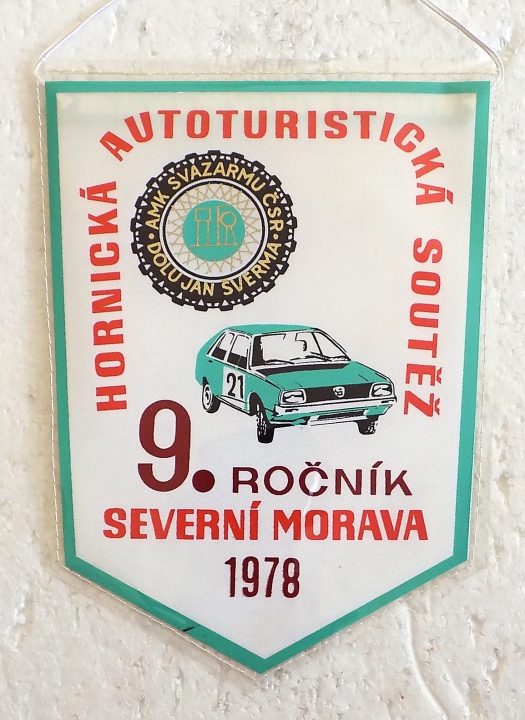 HORNICKÁ AUTOTURISTICKÁ SOUTĚŽ
AMK SVAZARMU ČSR
DOLU JAN ŠVERMA
21
9. ROČNÍK
SEVERNÍ MORAVA
1978